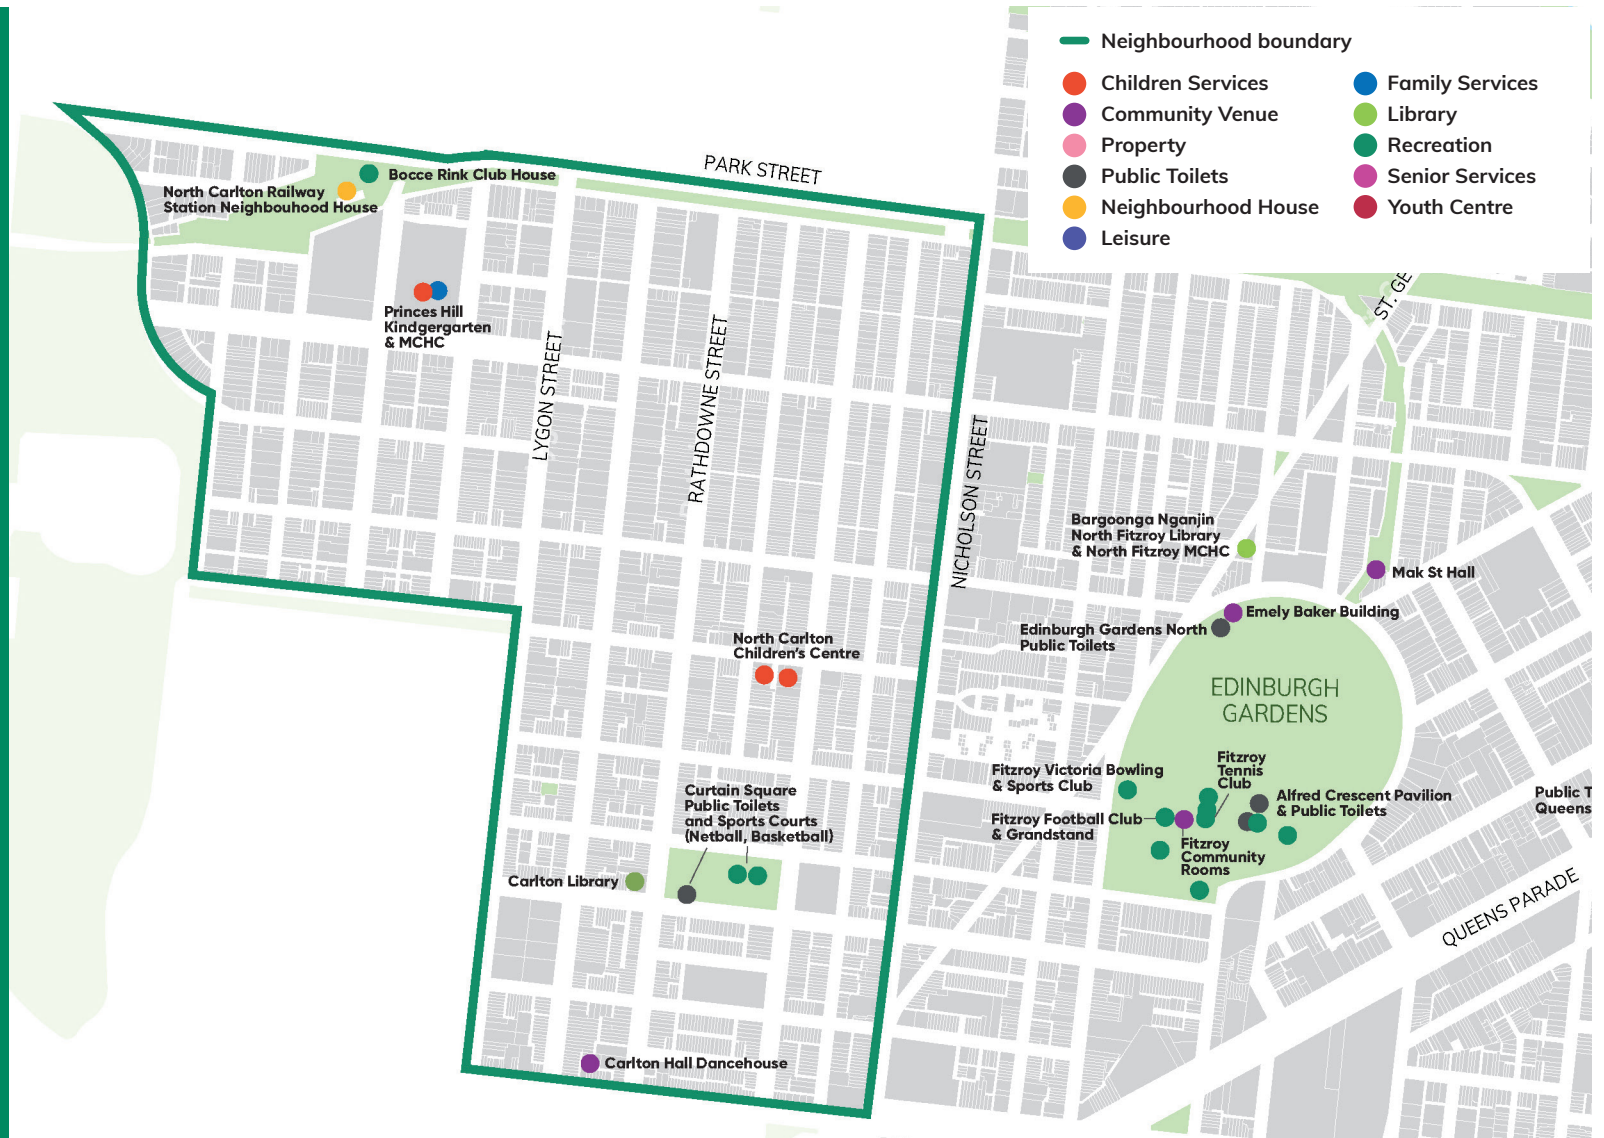 Neighbourhood boundary
Children Services
Community Venue
Property
Public Toilets
Neighbourhood House
Leisure
Family Services
Library
Recreation
Senior Services
Youth Centre
PARK STREET
Bocce Rink Club House
North Carlton Railway
Station Neighbouhood House
Princes Hill
Kindgergarten
& MCHC
LYGON STREET
RATHDOWNE STREET
NICHOLSON STREET
ST. GE
Bargoonga Nganjin
North Fitzroy Library
& North Fitzroy MCHC
Mak St Hall
Emely Baker Building
Edinburgh Gardens North
Public Toilets
North Carlton
Children's Centre
EDINBURGH
GARDENS
Fitzroy Victoria Bowling
& Sports Club
Fitzroy
Tennis
Club
Curtain Square
Public Toilets
and Sports Courts
(Netball, Basketball)
Alfred Crescent Pavilion
& Public Toilets
Public T
Queens
Fitzroy Football Club
& Grandstand
Fitzroy
Community
Rooms
Carlton Library
QUEENS PARADE
Carlton Hall Dancehouse